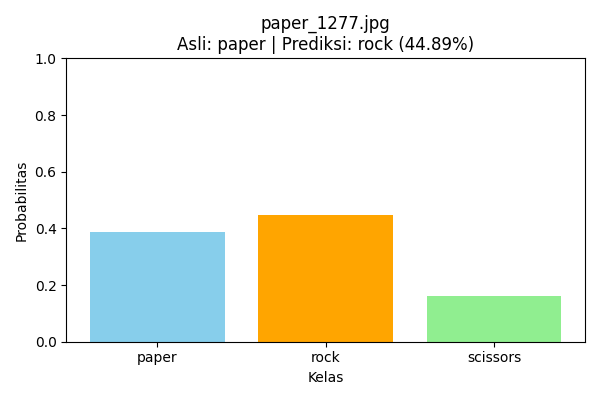 paper_1277.jpg
Asli: paper | Prediksi: rock (44.89%)
1.0
0.8
0.6
0.4
0.2
0.0
Probabilitas
paper
rock
scissors
Kelas